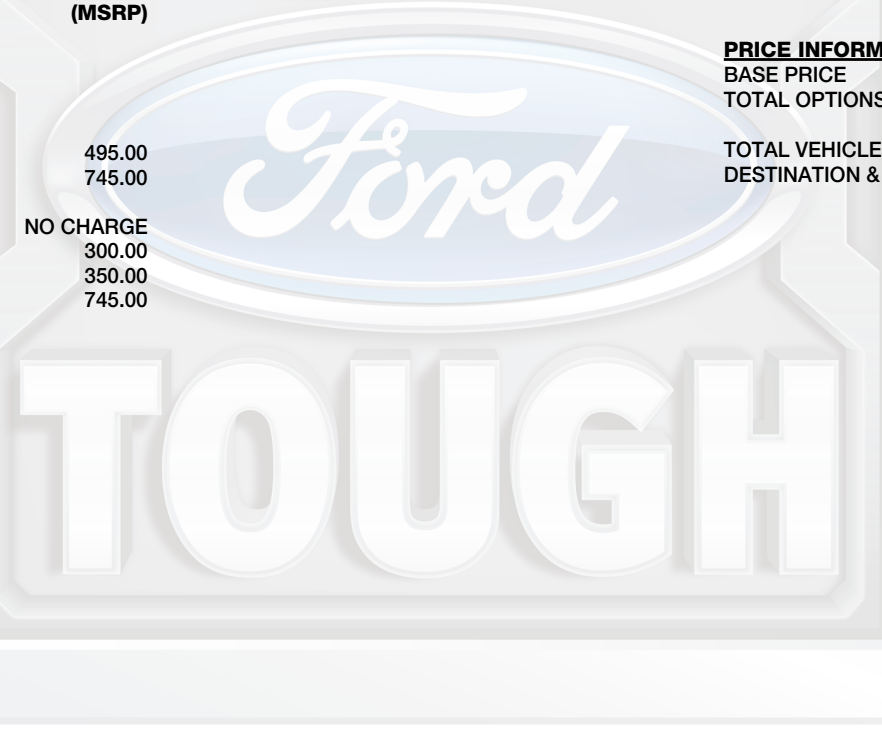 (MSRP)
495.00
745.00
NO CHARGE
300.00
350.00
745.00
PRICE INFORM
BASE PRICE
TOTAL OPTIONS
TOTAL VEHICLE
DESTINATION &
Ford
TOUGH